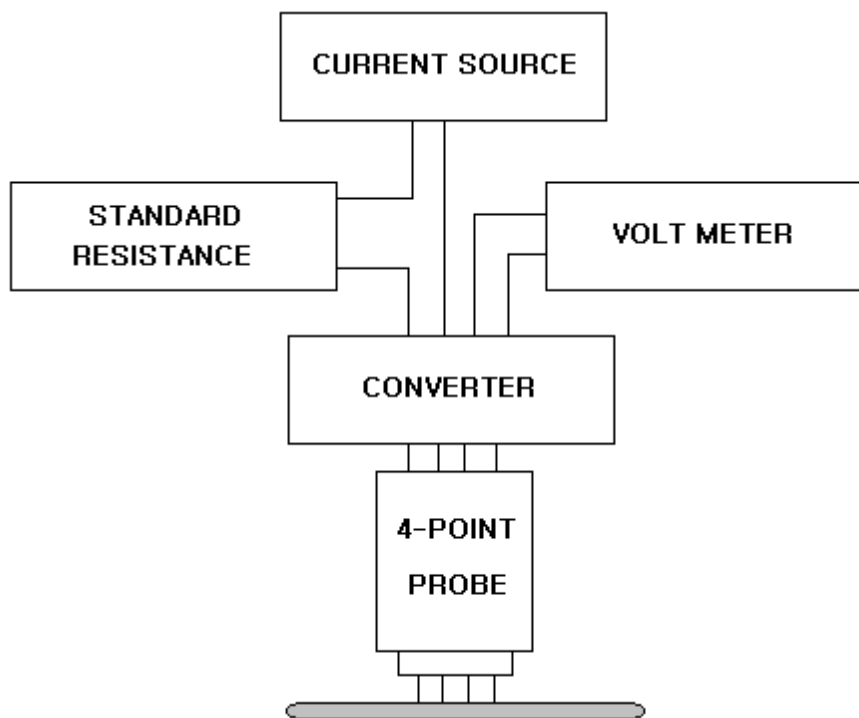 CURRENT SOURCE
STANDARD
RESISTANCE
VOLT METER
CONVERTER
4-POINT
PROBE